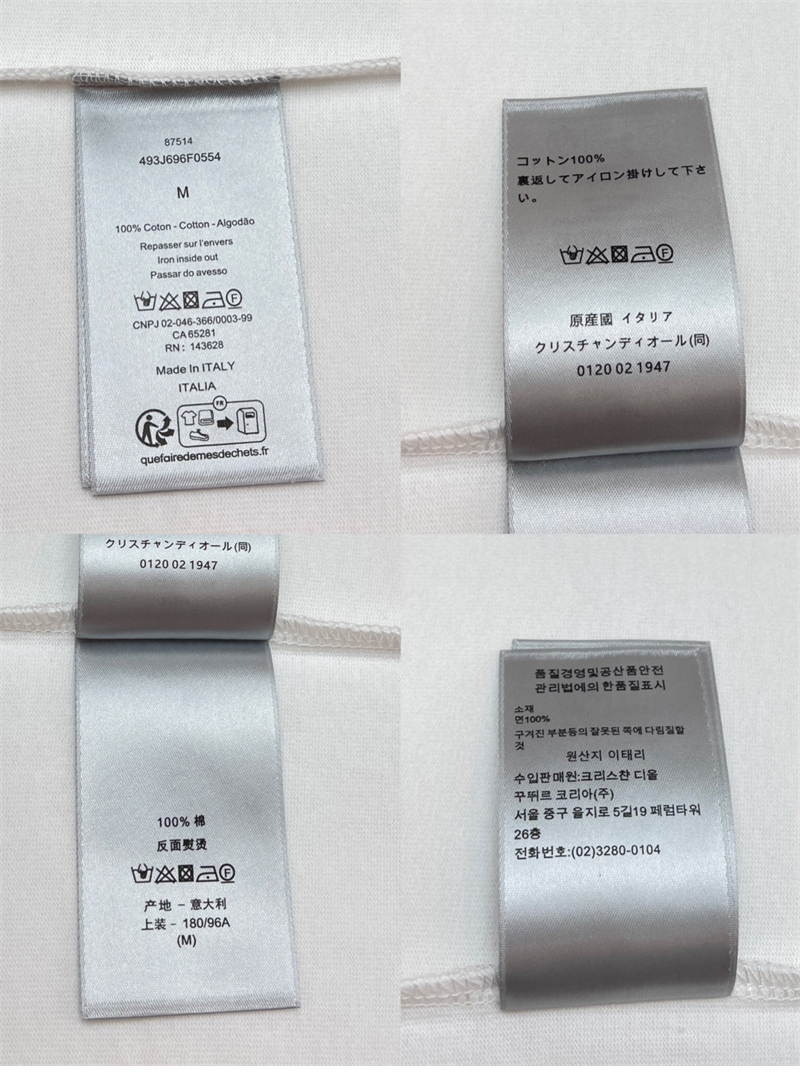 87514
493J696F0554
M
100% Coton - Cotton - Algodão
Repasser sur l'envers
Iron inside out
Passar do avesso
F
CNPJ 02-046-366/0003-99
CA 65281
RN : 143628
Made In ITALY
ITALIA
FR
quefairedemesdechets.fr
コットン100%
裏返してアイロン掛けして下さ
い。
F
原産國 イタリア
クリスチャンディオール(同)
0120 02 1947
クリスチャンディオール(同)
0120 02 1947
100% 棉
反面熨烫
F
产地 - 意大利
上装 - 180/96A
(M)
품질경영및공산품안전
관리법에의한품질표시
소재
면100%
구겨진 부분등의 잘못된 쪽에 다림질할
것
원산지 이태리
수입판매원:크리스챤 디올
꾸뛰르 코리아(주)
서울 중구 을지로 5길19 페럼타워
26층
전화번호:(02)3280-0104